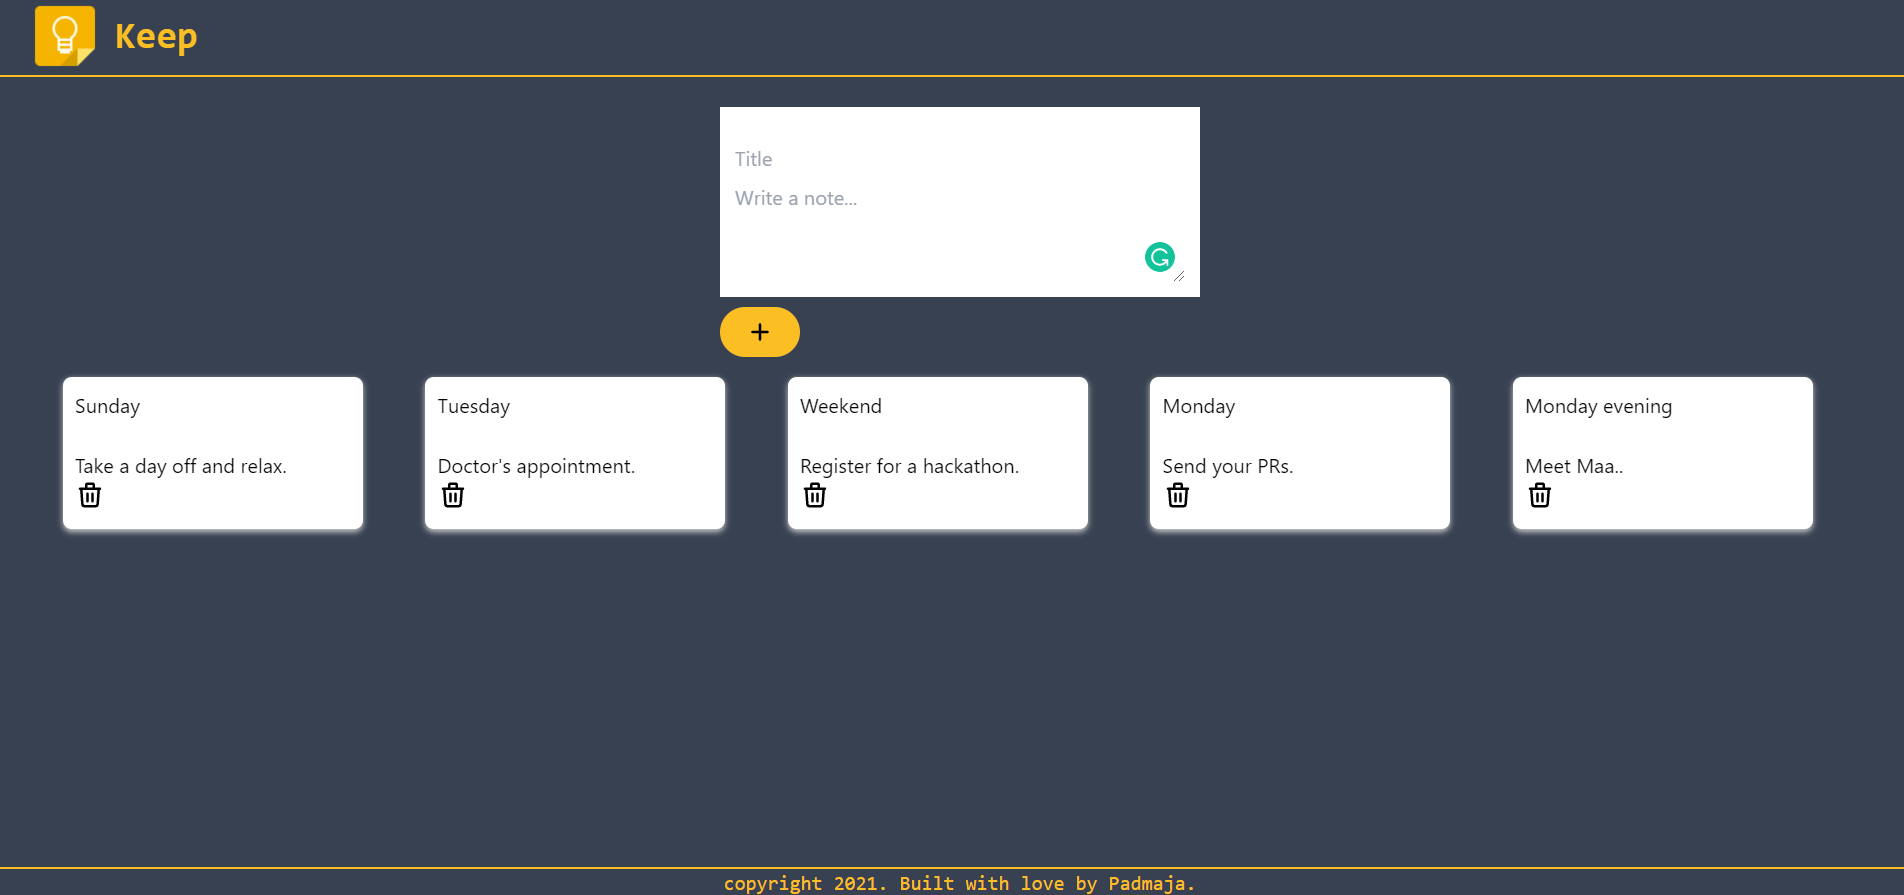 Keep
Title
Write a note...
Sunday
Take a day off and relax.
Tuesday
Doctor's appointment.
Weekend
Register for a hackathon.
Monday
Send your PRs.
Monday evening
Meet Maa..
copyright 2021. Built with love by Padmaja.